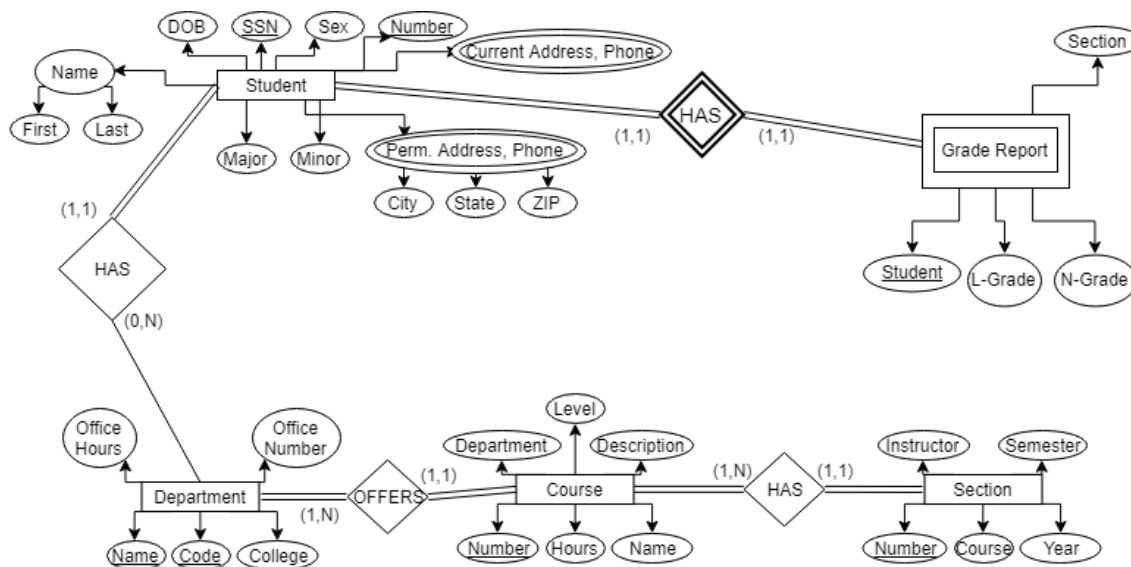 DOB
SSN
Sex
Number
Current Address, Phone
Section
Name
Student
First
Last
Major
Minor
Perm. Address, Phone
City
State
ZIP
(1,1)
HAS
(1,1)
Grade Report
(1,1)
HAS
(0,N)
Student
L-Grade
N-Grade
Office
Hours
Office
Number
Department
Name
Code
College
(1,N)
OFFERS
(1,1)
Level
Department
Description
Course
Number
Hours
Name
(1,N)
HAS
(1,1)
Instructor
Semester
Section
Number
Course
Year